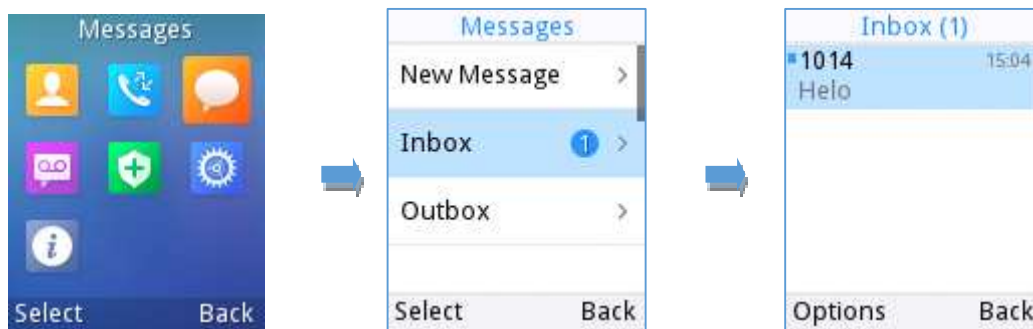 Messages
Select Back
Messages
New Message
Inbox 1
Outbox
Select Back
Inbox (1)
1014 15:04
Helo
Options Back